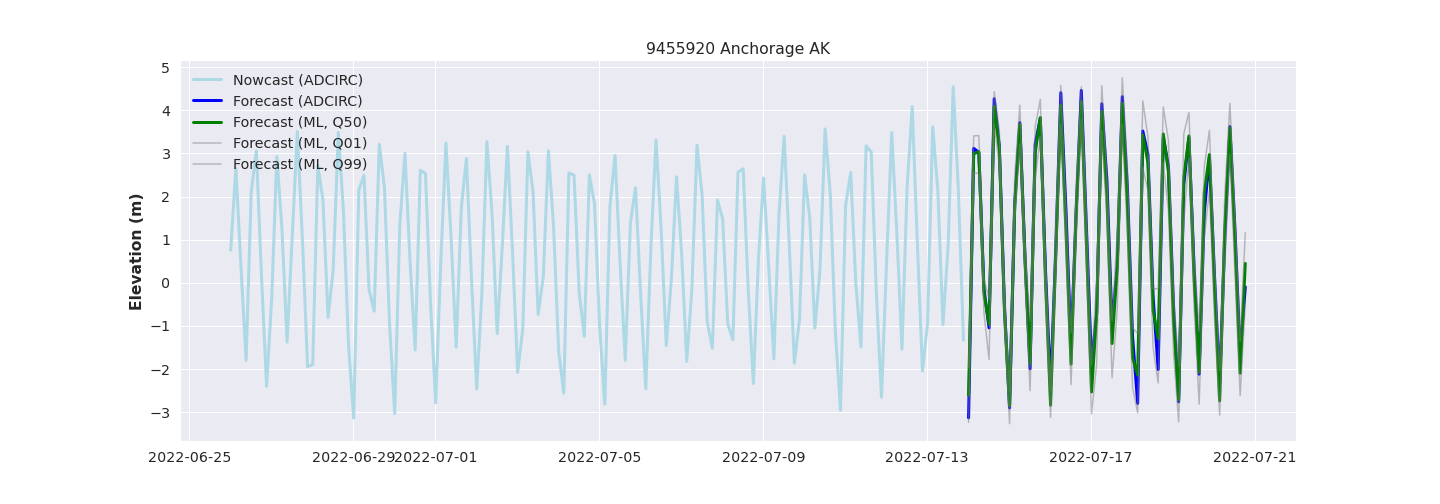 9455920 Anchorage AK
Nowcast (ADCIRC)
Forecast (ADCIRC)
Forecast (ML, Q50)
Forecast (ML, Q01)
Forecast (ML, Q99)
Elevation (m)
5
4
3
2
1
0
−1
−2
−3
2022-06-25
2022-06-29
2022-07-01
2022-07-05
2022-07-09
2022-07-13
2022-07-17
2022-07-21